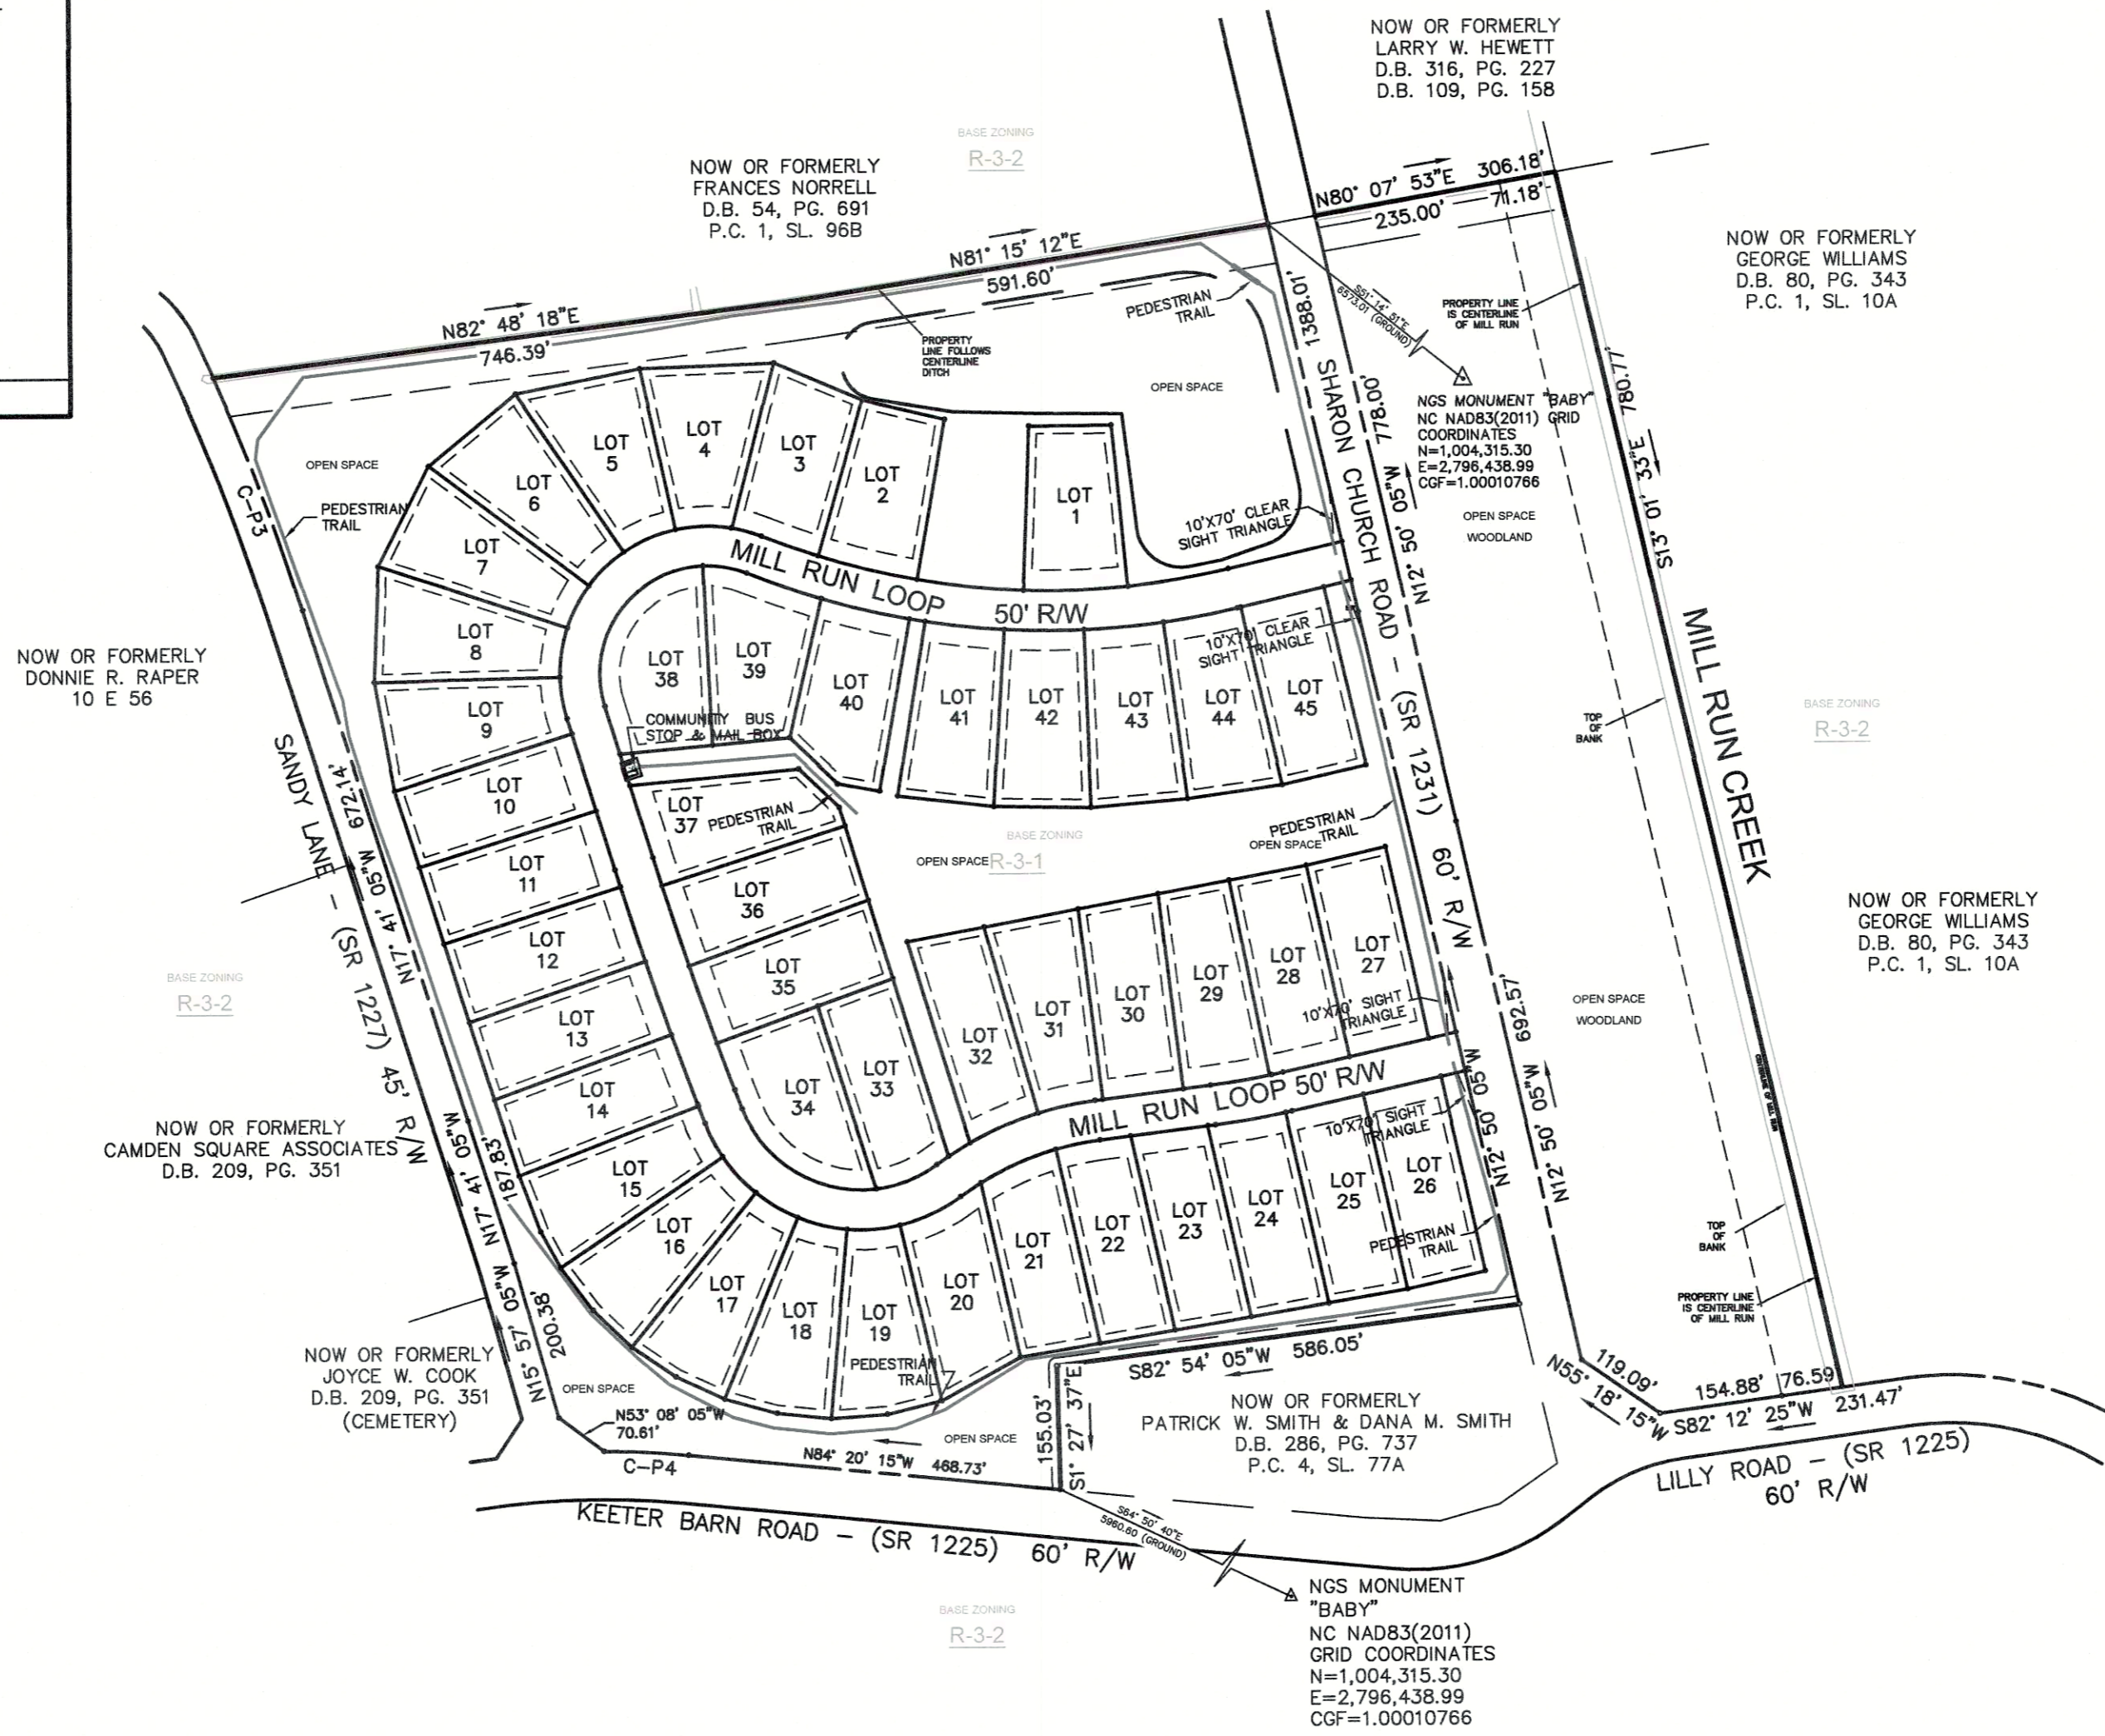 NOW OR FORMERLY
LARRY W. HEWETT
D.B. 316, PG. 227
D.B. 109, PG. 158
BASE ZONING
R-3-2
NOW OR FORMERLY
FRANCES NORRELL
D.B. 54, PG. 691
P.C. 1, SL. 96B
N80° 07' 53"E 306.18'
235.00' 71.18'
N81° 15' 12"E
591.60'
N82° 48' 18"E
746.39'
NOW OR FORMERLY
GEORGE WILLIAMS
D.B. 80, PG. 343
P.C. 1, SL. 10A
PEDESTRIAN
TRAIL
PROPERTY
LINE FOLLOWS
CENTERLINE
DITCH
S51° 14' 51"E
6573.01 (GROUND)
PROPERTY LINE
IS CENTERLINE
OF MILL RUN
1388.01'
778.00'
N12° 50' 05"W
780.77'
S13° 01' 33"E
NGS MONUMENT "BABY"
NC NAD83(2011) GRID
COORDINATES
N=1,004,315.30
E=2,796,438.99
CGF=1.00010766
OPEN SPACE
OPEN SPACE
WOODLAND
OPEN SPACE
PEDESTRIAN
TRAIL
C-P3
LOT
1
LOT
2
LOT
3
LOT
4
LOT
5
LOT
6
LOT
7
LOT
8
LOT
9
LOT
10
LOT
11
LOT
12
LOT
13
LOT
14
LOT
15
LOT
16
LOT
17
LOT
18
LOT
19
LOT
20
LOT
21
LOT
22
LOT
23
LOT
24
LOT
25
LOT
26
LOT
27
LOT
28
LOT
29
LOT
30
LOT
31
LOT
32
LOT
33
LOT
34
LOT
35
LOT
36
LOT
37
LOT
38
LOT
39
LOT
40
LOT
41
LOT
42
LOT
43
LOT
44
LOT
45
10'X70' CLEAR
SIGHT TRIANGLE
10'X70' CLEAR
SIGHT TRIANGLE
MILL RUN LOOP 50' R/W
SHARON CHURCH ROAD - (SR 1231) 60' R/W
MILL RUN CREEK
COMMUNITY BUS
STOP & MAIL BOX
PEDESTRIAN
TRAIL
BASE ZONING
R-3-1
OPEN SPACE
PEDESTRIAN
TRAIL
OPEN SPACE
TOP
OF
BANK
BASE ZONING
R-3-2
NOW OR FORMERLY
DONNIE R. RAPER
10 E 56
SANDY LANE - (SR 1227) 45' R/W
672.14'
N17° 41' 05"W
BASE ZONING
R-3-2
NOW OR FORMERLY
GEORGE WILLIAMS
D.B. 80, PG. 343
P.C. 1, SL. 10A
OPEN SPACE
WOODLAND
692.57'
N12° 50' 05"W
10'X70' SIGHT
TRIANGLE
N12° 50' 05"W
MILL RUN LOOP 50' R/W
10'X70' SIGHT
TRIANGLE
CENTERLINE OF MILL RUN
NOW OR FORMERLY
CAMDEN SQUARE ASSOCIATES
D.B. 209, PG. 351
N17° 41' 05"W
187.83'
N15° 57' 05"W
200.38'
PEDESTRIAN
TRAIL
TOP
OF
BANK
PROPERTY LINE
IS CENTERLINE
OF MILL RUN
NOW OR FORMERLY
JOYCE W. COOK
D.B. 209, PG. 351
(CEMETERY)
OPEN SPACE
PEDESTRIAN
TRAIL
N53° 08' 05"W
70.61'
C-P4
N84° 20' 15"W 468.73'
OPEN SPACE
155.03'
S1° 27' 37"E
S82° 54' 05"W 586.05'
NOW OR FORMERLY
PATRICK W. SMITH & DANA M. SMITH
D.B. 286, PG. 737
P.C. 4, SL. 77A
119.09'
N55° 18' 15"W
154.88' 76.59
S82° 12' 25"W 231.47'
LILLY ROAD - (SR 1225)
60' R/W
KEETER BARN ROAD - (SR 1225) 60' R/W
S64° 50' 40"E
5960.60 (GROUND)
NGS MONUMENT
"BABY"
NC NAD83(2011)
GRID COORDINATES
N=1,004,315.30
E=2,796,438.99
CGF=1.00010766
BASE ZONING
R-3-2